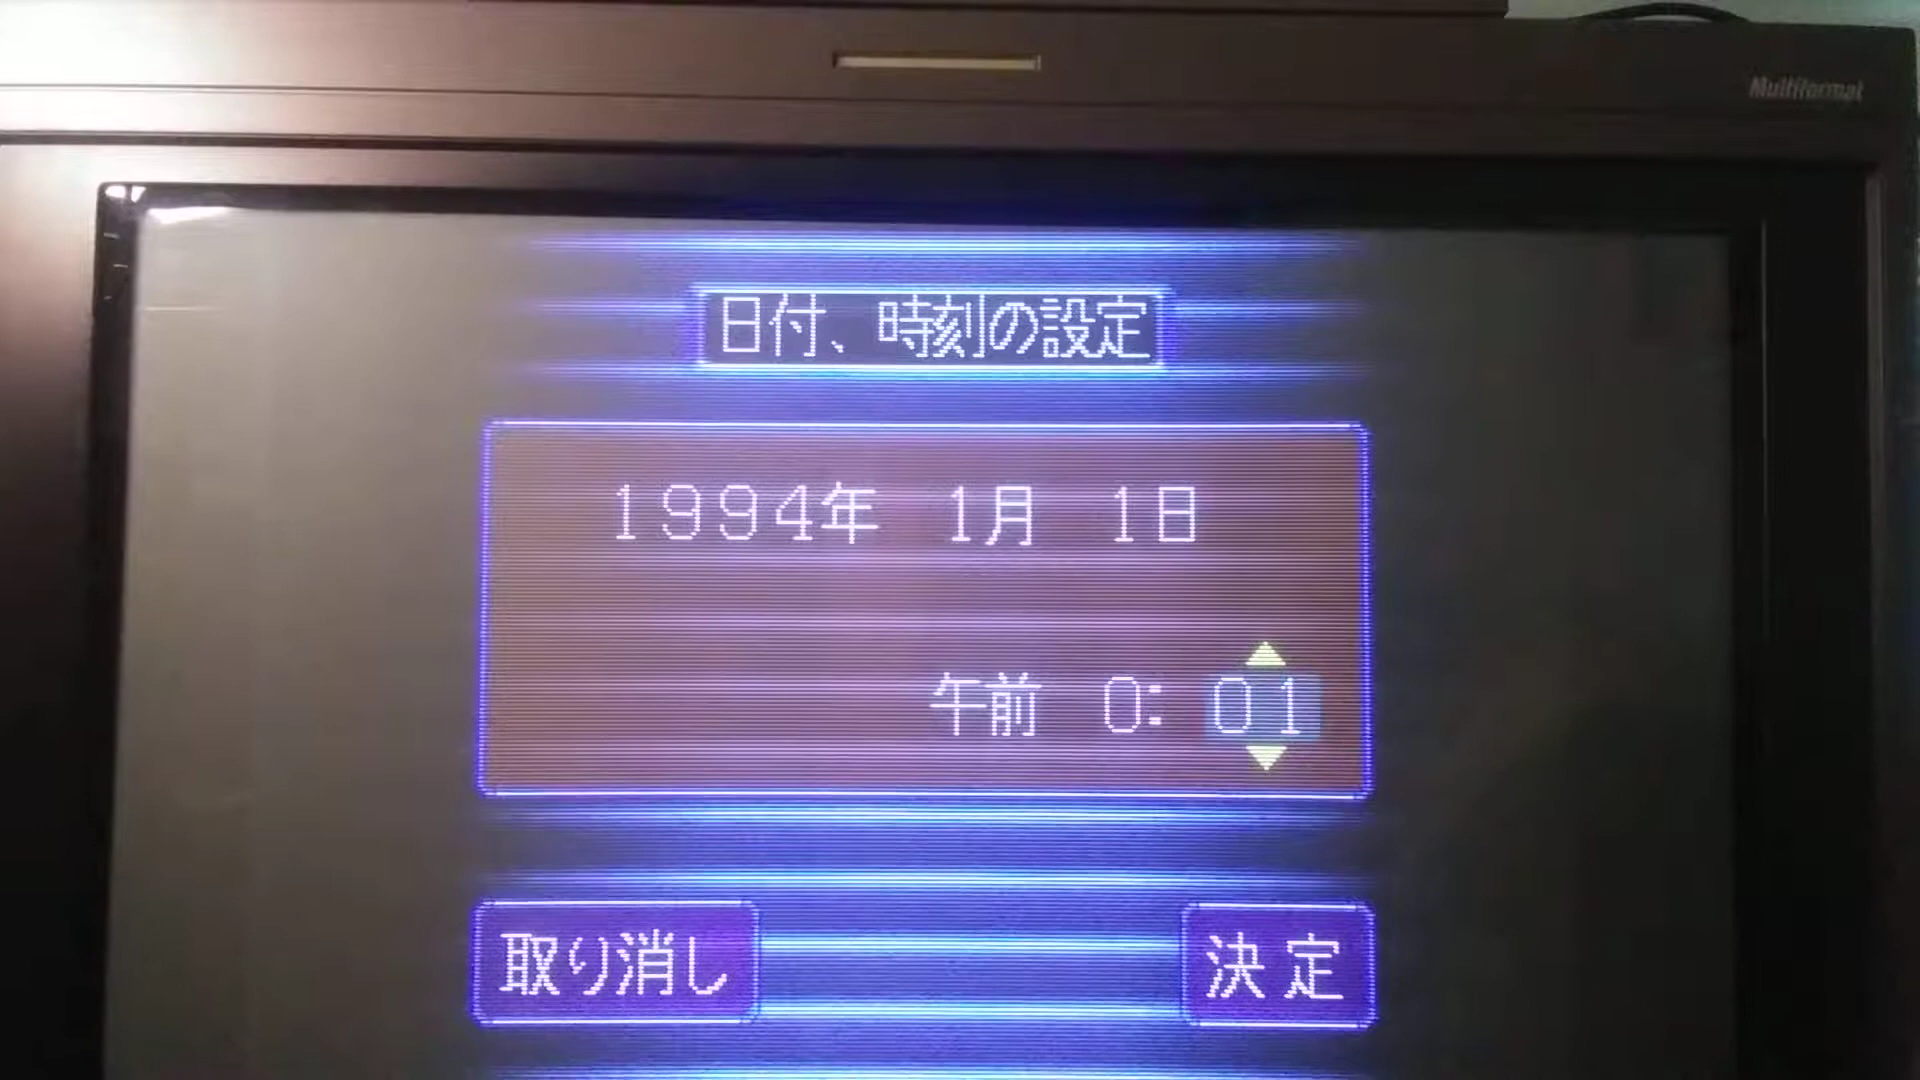 Multiformat
日付、時刻の設定
1994年 1月 1日
午前 0: 01
取り消し 決定